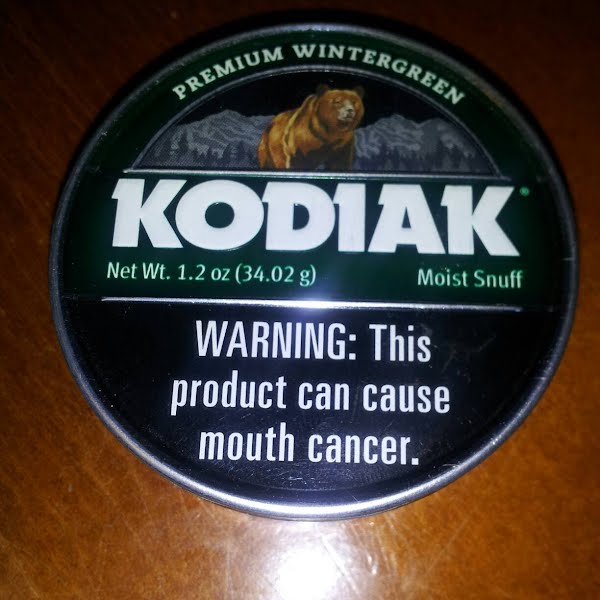 PREMIUM WINTERGREEN
KODIAK®
Net Wt. 1.2 oz (34.02 g) Moist Snuff
WARNING: This
product can cause
mouth cancer.